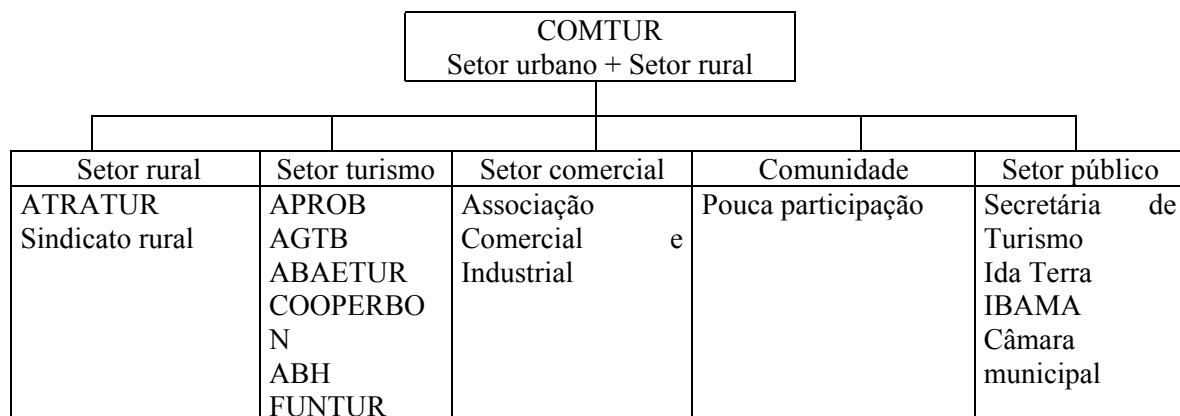 COMTUR
Setor urbano + Setor rural
Setor rural
Setor turismo
Setor comercial
Comunidade
Setor público
ATRATUR
Sindicato rural
APROB
AGTB
ABAETUR
COOPERBO
N
ABH
FUNTUR
Associação
Comercial e
Industrial
Pouca participação
Secretária de
Turismo
Ida Terra
IBAMA
Câmara
municipal